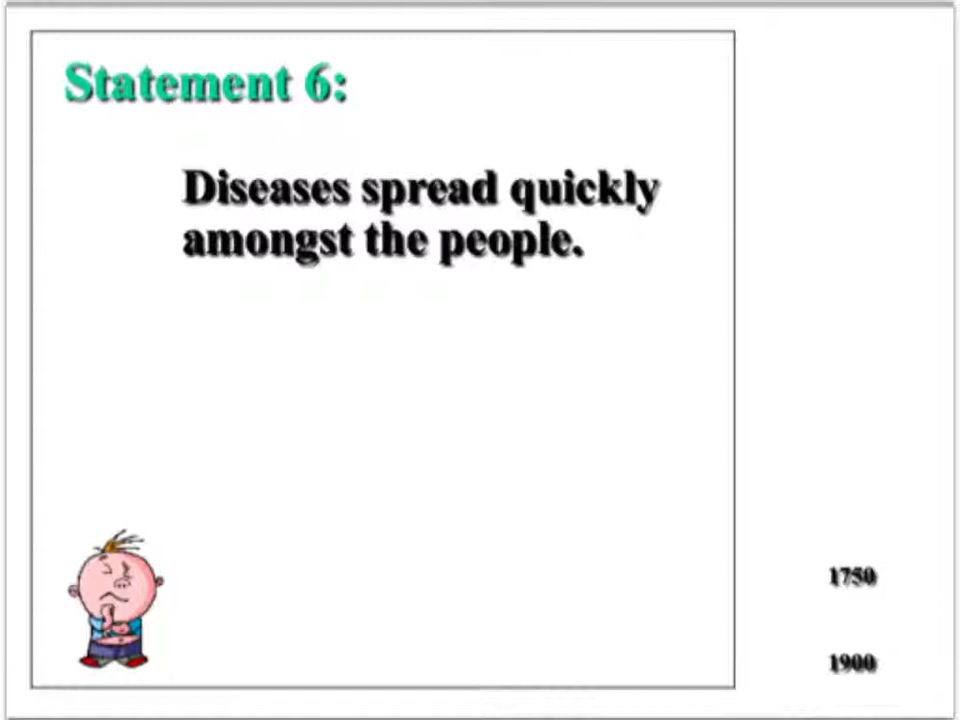 Statement 6:
Diseases spread quickly
amongst the people.
1750
1900